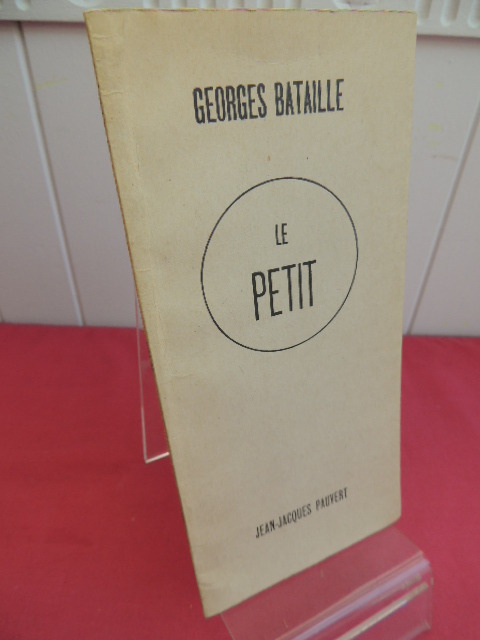 GEORGES BATAILLE
LE
PETIT
JEAN-JACQUES PAUVERT